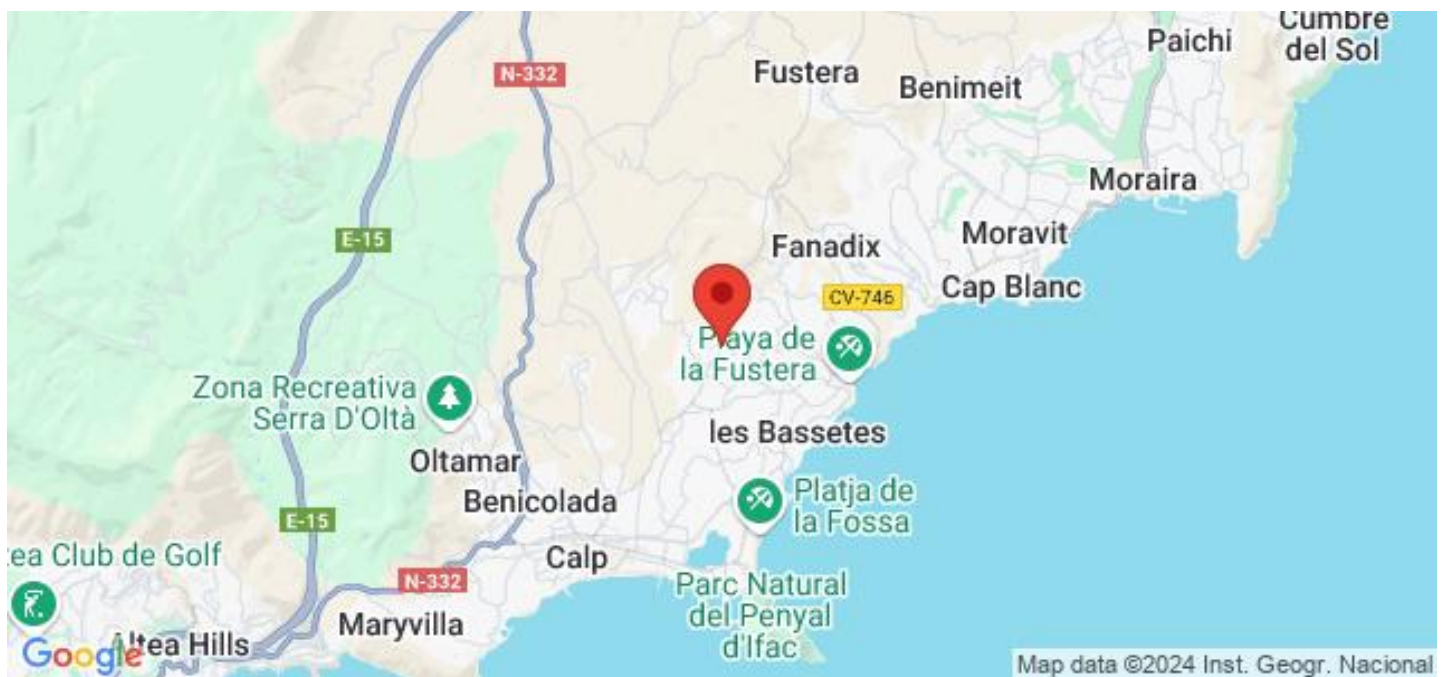 Cumbre
del Sol
Paichi
Fustera
N-332
Benimeit
Moraira
E-15
Fanadix
Moravit
CV-746
Cap Blanc
Playa de
la Fustera
Zona Recreativa
Serra D'Oltà
les Bassetes
Oltamar
Benicolada
Platja de
la Fossa
E-15
tea Club de Golf
Calp
N-332
Parc Natural
del Penyal
d'Ifac
Maryvilla
Altea Hills
Google
Map data ©2024 Inst. Geogr. Nacional